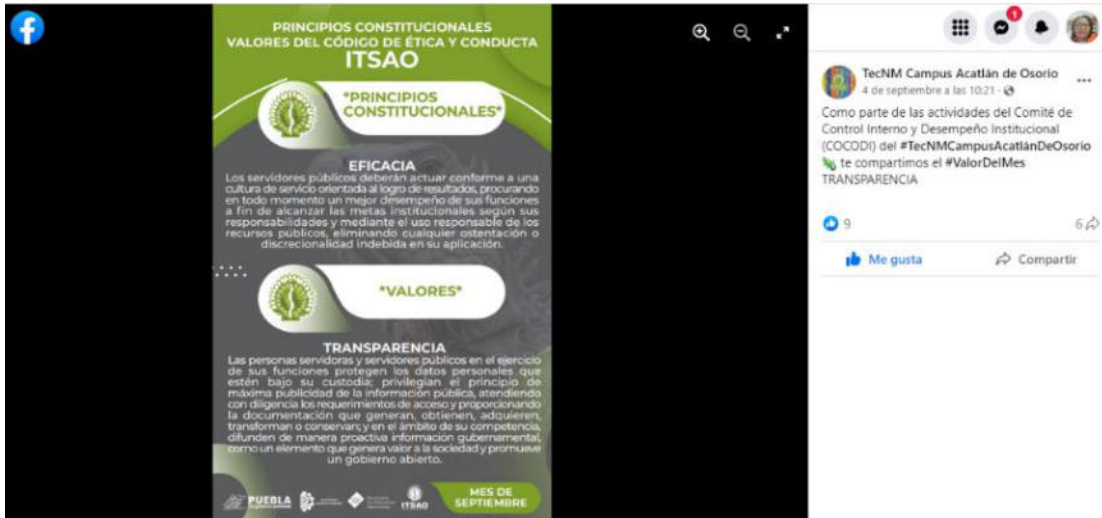 PRINCIPIOS CONSTITUCIONALES
VALORES DEL CÓDIGO DE ÉTICA Y CONDUCTA
ITSAO
*PRINCIPIOS
CONSTITUCIONALES*
EFICACIA
Los servidores públicos deberán actuar conforme a una
cultura de servicio orientada al logro de resultados, procurando
en todo momento un mejor desempeño de sus funciones
a fin de alcanzar las metas institucionales según sus
responsabilidades y mediante el uso responsable de los
recursos públicos, eliminando cualquier ostentación o
discrecionalidad indebida en su aplicación.
*VALORES*
TRANSPARENCIA
Las personas servidoras y servidores públicos en el ejercicio
de sus funciones protegen los datos personales que
estén bajo su custodia; privilegian el principio de
máxima publicidad de la información pública, atendiendo
con diligencia los requerimientos de acceso y proporcionando
la documentación que generan, obtienen, adquieren,
transforman o conservan; y en el ámbito de su competencia,
difunden de manera proactiva información gubernamental,
como un elemento que genera valor a la sociedad y promueve
un gobierno abierto.
PUEBLA
ITSAO
MES DE
SEPTIEMBRE
1
TecNM Campus Acatlán de Osorio
4 de septiembre a las 10:21
Como parte de las actividades del Comité de
Control Interno y Desempeño Institucional
(COCODI) del #TecNMCampusAcatlánDeOsorio
te compartimos el #ValorDelMes
TRANSPARENCIA
9
6
Me gusta
Compartir